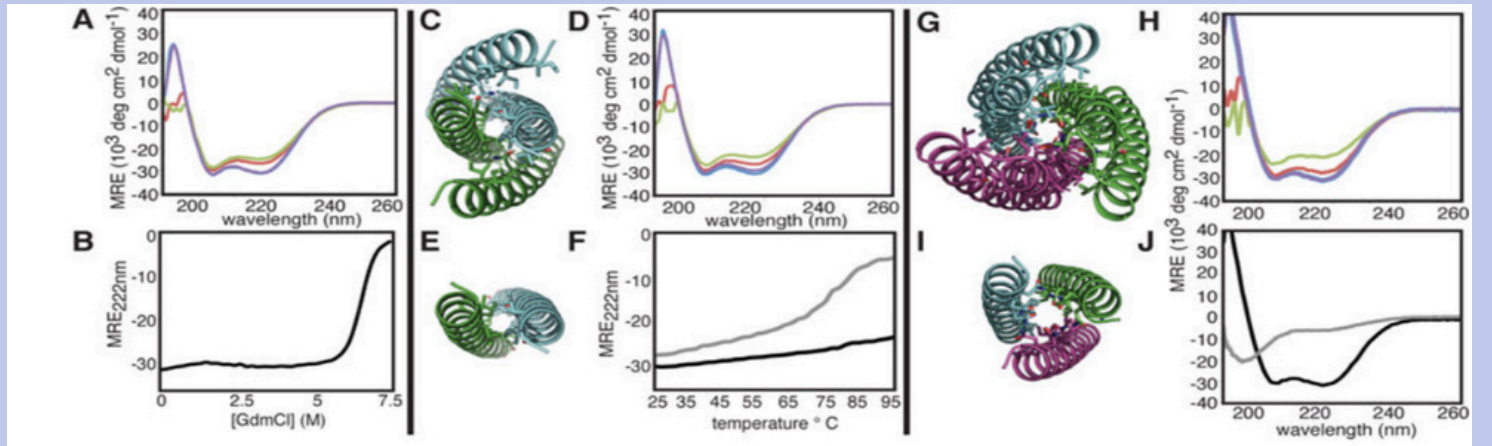 A
MRE (10³ deg cm² dmol⁻¹)
40
30
20
10
0
-10
-20
-30
-40
200 220 240 260
wavelength (nm)
B
MRE222nm
0
-10
-20
-30
0 2.5 5 7.5
[GdmCl] (M)
C
D
MRE (10³ deg cm² dmol⁻¹)
40
30
20
10
0
-10
-20
-30
-40
200 220 240 260
wavelength (nm)
E
F
MRE222nm
0
-10
-20
-30
25 35 45 55 65 75 85 95
temperature ° C
G
H
MRE (10³ deg cm² dmol⁻¹)
40
30
20
10
0
-10
-20
-30
-40
200 220 240 260
I
J
MRE (10³ deg cm² dmol⁻¹)
40
30
20
10
0
-10
-20
-30
-40
200 220 240 260
wavelength (nm)